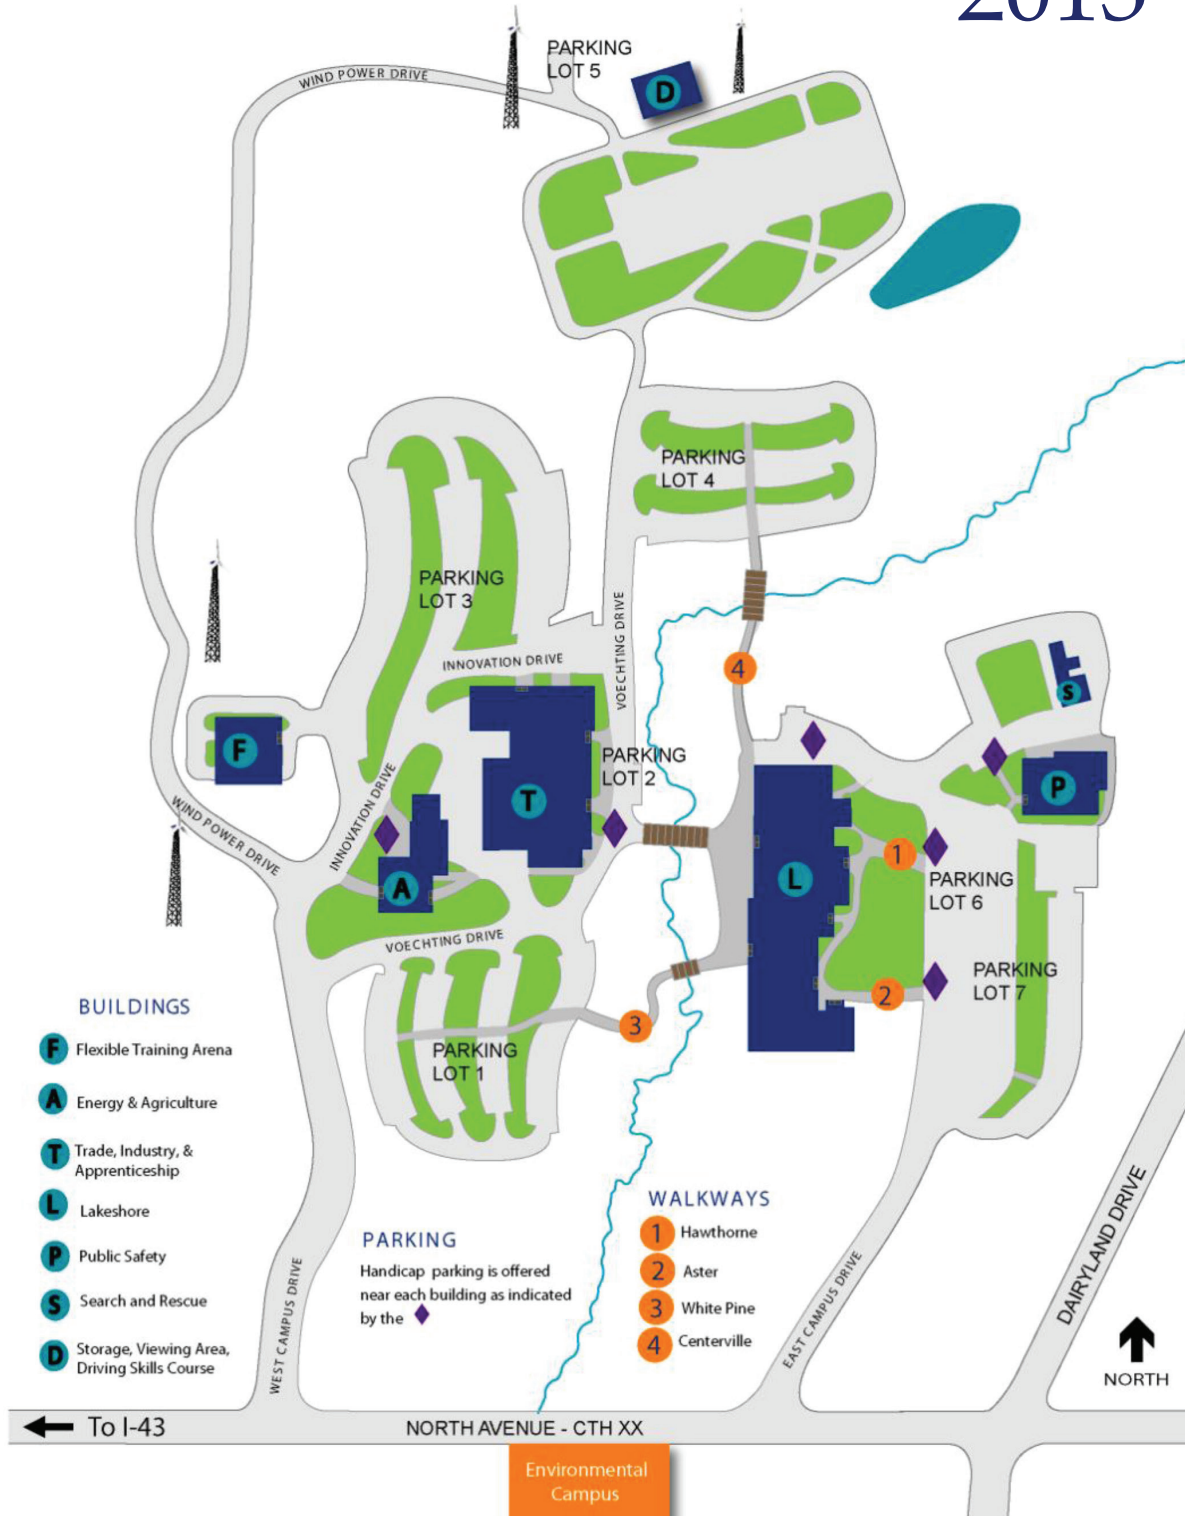 2015
PARKING
LOT 5
WIND POWER DRIVE
D
PARKING
LOT 4
PARKING
LOT 3
VOECHTING DRIVE
INNOVATION DRIVE
4
S
F
PARKING
LOT 2
T
P
INNOVATION DRIVE
WIND POWER DRIVE
A
L
1
PARKING
LOT 6
VOECHTING DRIVE
PARKING
LOT 7
2
3
PARKING
LOT 1
BUILDINGS
F Flexible Training Arena
A Energy & Agriculture
T Trade, Industry, &
Apprenticeship
L Lakeshore
P Public Safety
S Search and Rescue
D Storage, Viewing Area,
Driving Skills Course
PARKING
Handicap parking is offered
near each building as indicated
by the
WALKWAYS
1 Hawthorne
2 Aster
3 White Pine
4 Centerville
WEST CAMPUS DRIVE
EAST CAMPUS DRIVE
DAIRYLAND DRIVE
NORTH
To I-43
NORTH AVENUE - CTH XX
Environmental
Campus